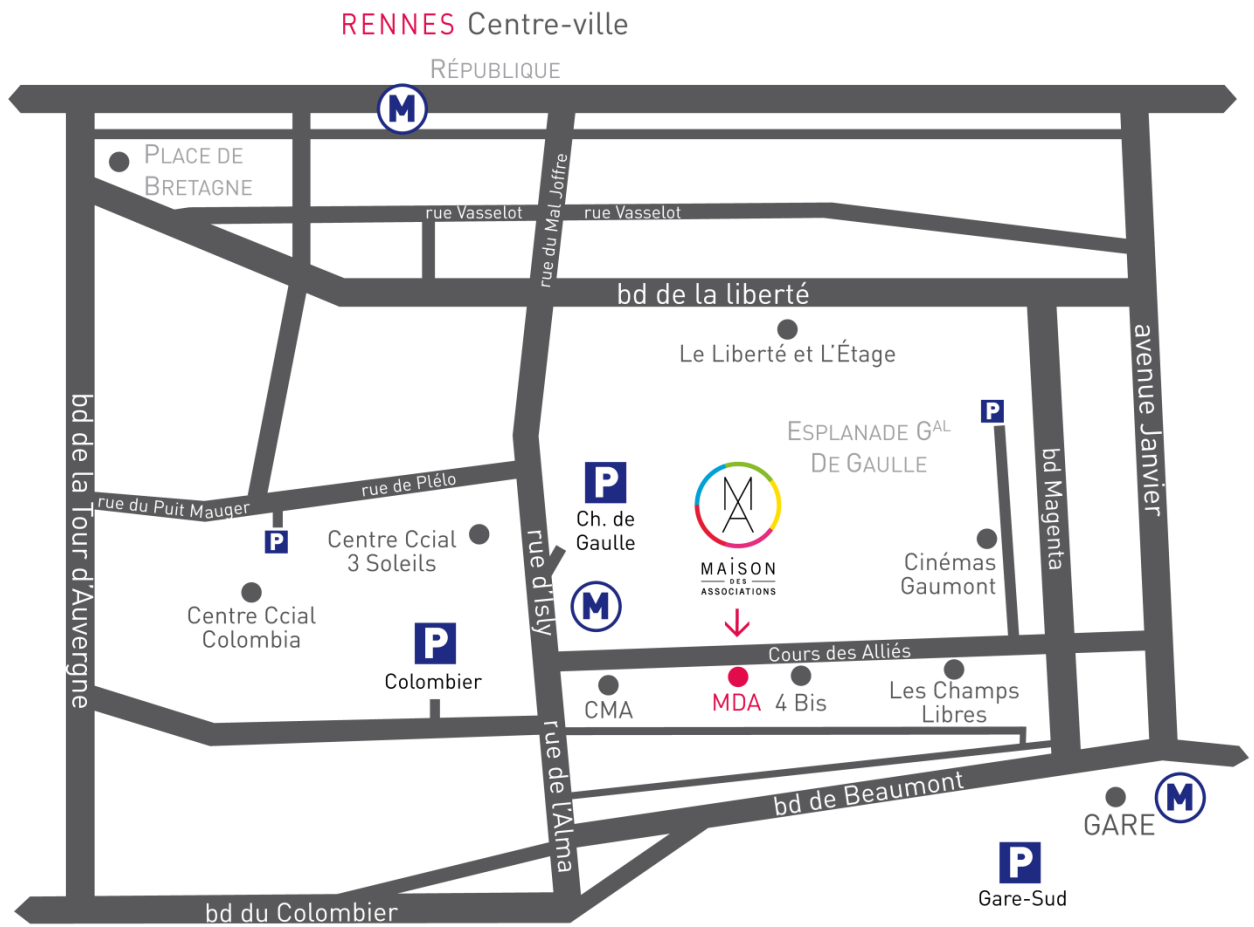 RENNES Centre-ville
RÉPUBLIQUE
M
PLACE DE
BRETAGNE
rue Vasselot
rue Vasselot
rue du Mal Joffre
bd de la liberté
Le Liberté et L'Étage
avenue Janvier
bd de la Tour d'Auvergne
P
ESPLANADE GAL
DE GAULLE
bd Magenta
rue du Puit Mauger
rue de Plélo
P
Ch. de
Gaulle
MA
MAiSON
DES
ASSOCIATIONS
P
Centre Ccial
3 Soleils
rue d'Isly
Cinémas
Gaumont
Centre Ccial
Colombia
M
P
Colombier
Cours des Alliés
CMA
MDA
4 Bis
Les Champs
Libres
rue de l'Alma
bd de Beaumont
GARE
M
P
Gare-Sud
bd du Colombier